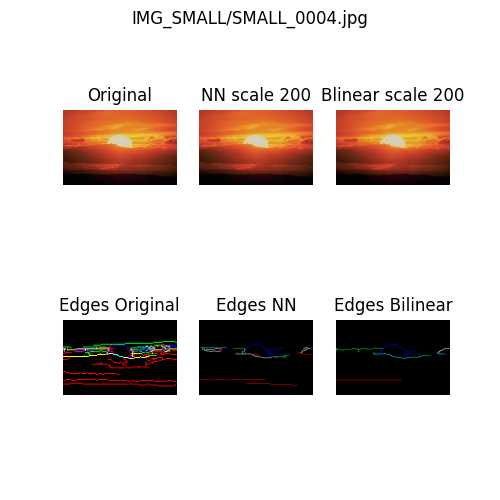 IMG_SMALL/SMALL_0004.jpg
Original
NN scale 200
Blinear scale 200
Edges Original
Edges NN
Edges Bilinear